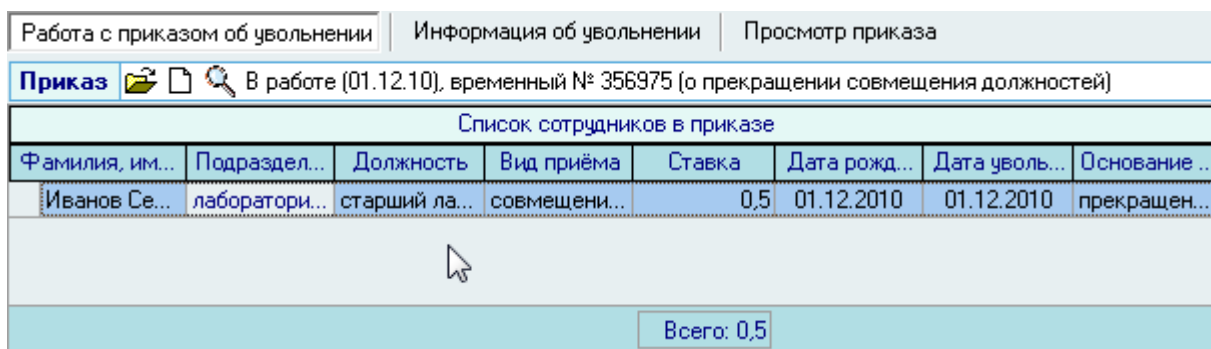 Работа с приказом об увольнении Информация об увольнении Просмотр приказа
Приказ В работе (01.12.10), временный № 356975 (о прекращении совмещения должностей)
Список сотрудников в приказе
Фамилия, им... Подраздел... Должность Вид приёма Ставка Дата рожд... Дата уволь... Основание ...
Иванов Се... лаборатори... старший ла... совмещени... 0,5 01.12.2010 01.12.2010 прекращен...
Всего: 0,5